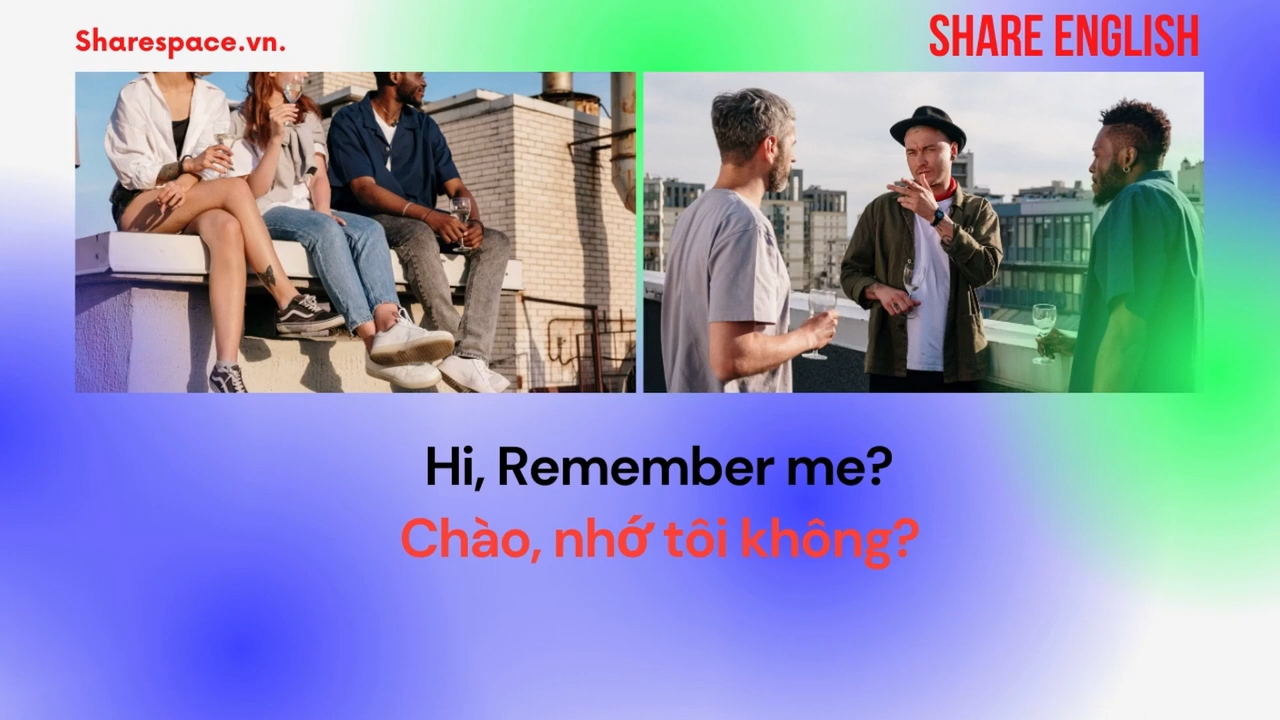 Sharespace.vn.
SHARE ENGLISH
Hi, Remember me?
Chào, nhớ tôi không?